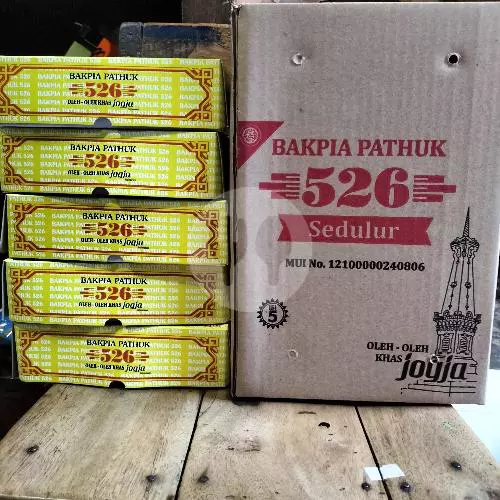 BAKPIA PATHUK
526
OLEH - OLEH KHAS jogja
BAKPIA PATHUK
526
OLEH - OLEH KHAS jogja
BAKPIA PATHUK
526
OLEH - OLEH KHAS jogja
BAKPIA PATHUK
526
OLEH - OLEH KHAS jogja
BAKPIA PATHUK
526
OLEH - OLEH KHAS jogja
BAKPIA PATHUK
526
Sedulur
MUI No. 12100000240806
5
OLEH - OLEH
KHAS jogja